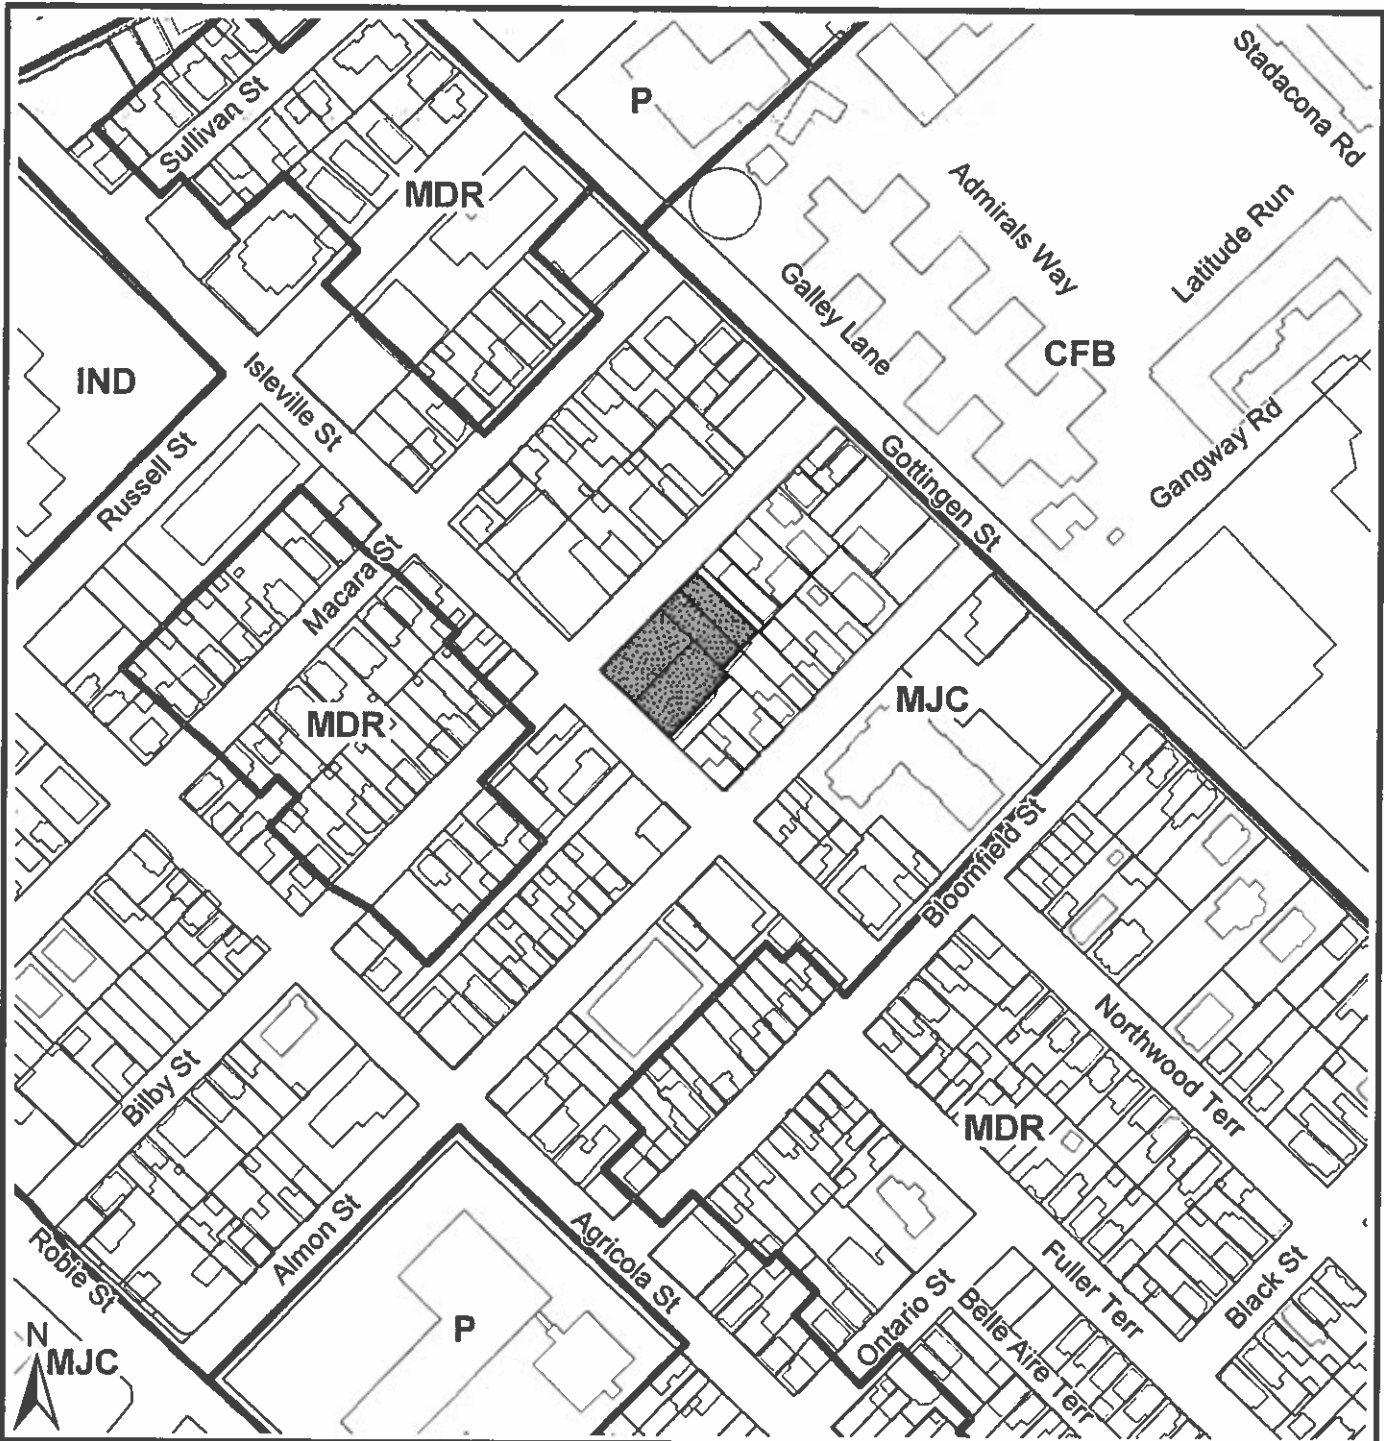 Stadacona Rd
Sullivan St
P
MDR
Admirals Way
Latitude Run
Galley Lane
CFB
IND
Isleville St
Russell St
Gottingen St
Gangway Rd
Macara St
MDR
MJC
Bloomfield St
Bilby St
Northwood Terr
MDR
Almon St
Agricola St
Robie St
Fuller Terr
Black St
Ontario St
Belle Aire Terr
P
N
MJC